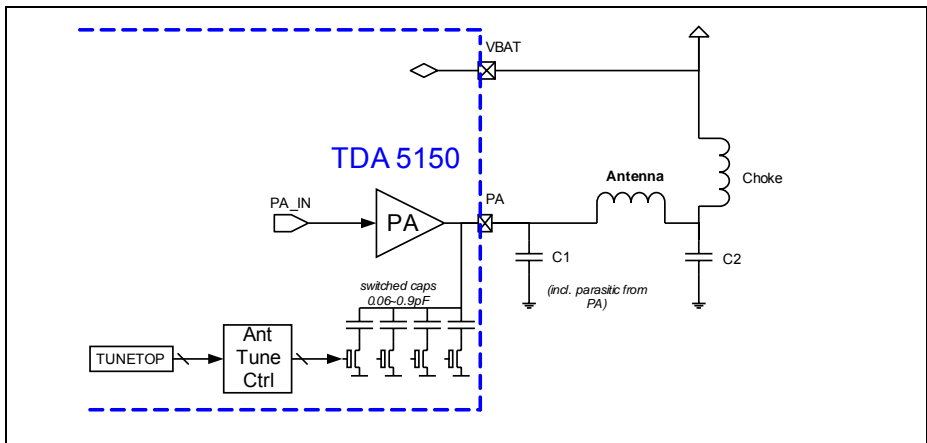 VBAT
TDA 5150
Antenna
Choke
PA_IN
PA
PA
C1
C2
(incl. parasitic from
PA)
switched caps
0.06~0.9pF
TUNETOP
Ant
Tune
Ctrl